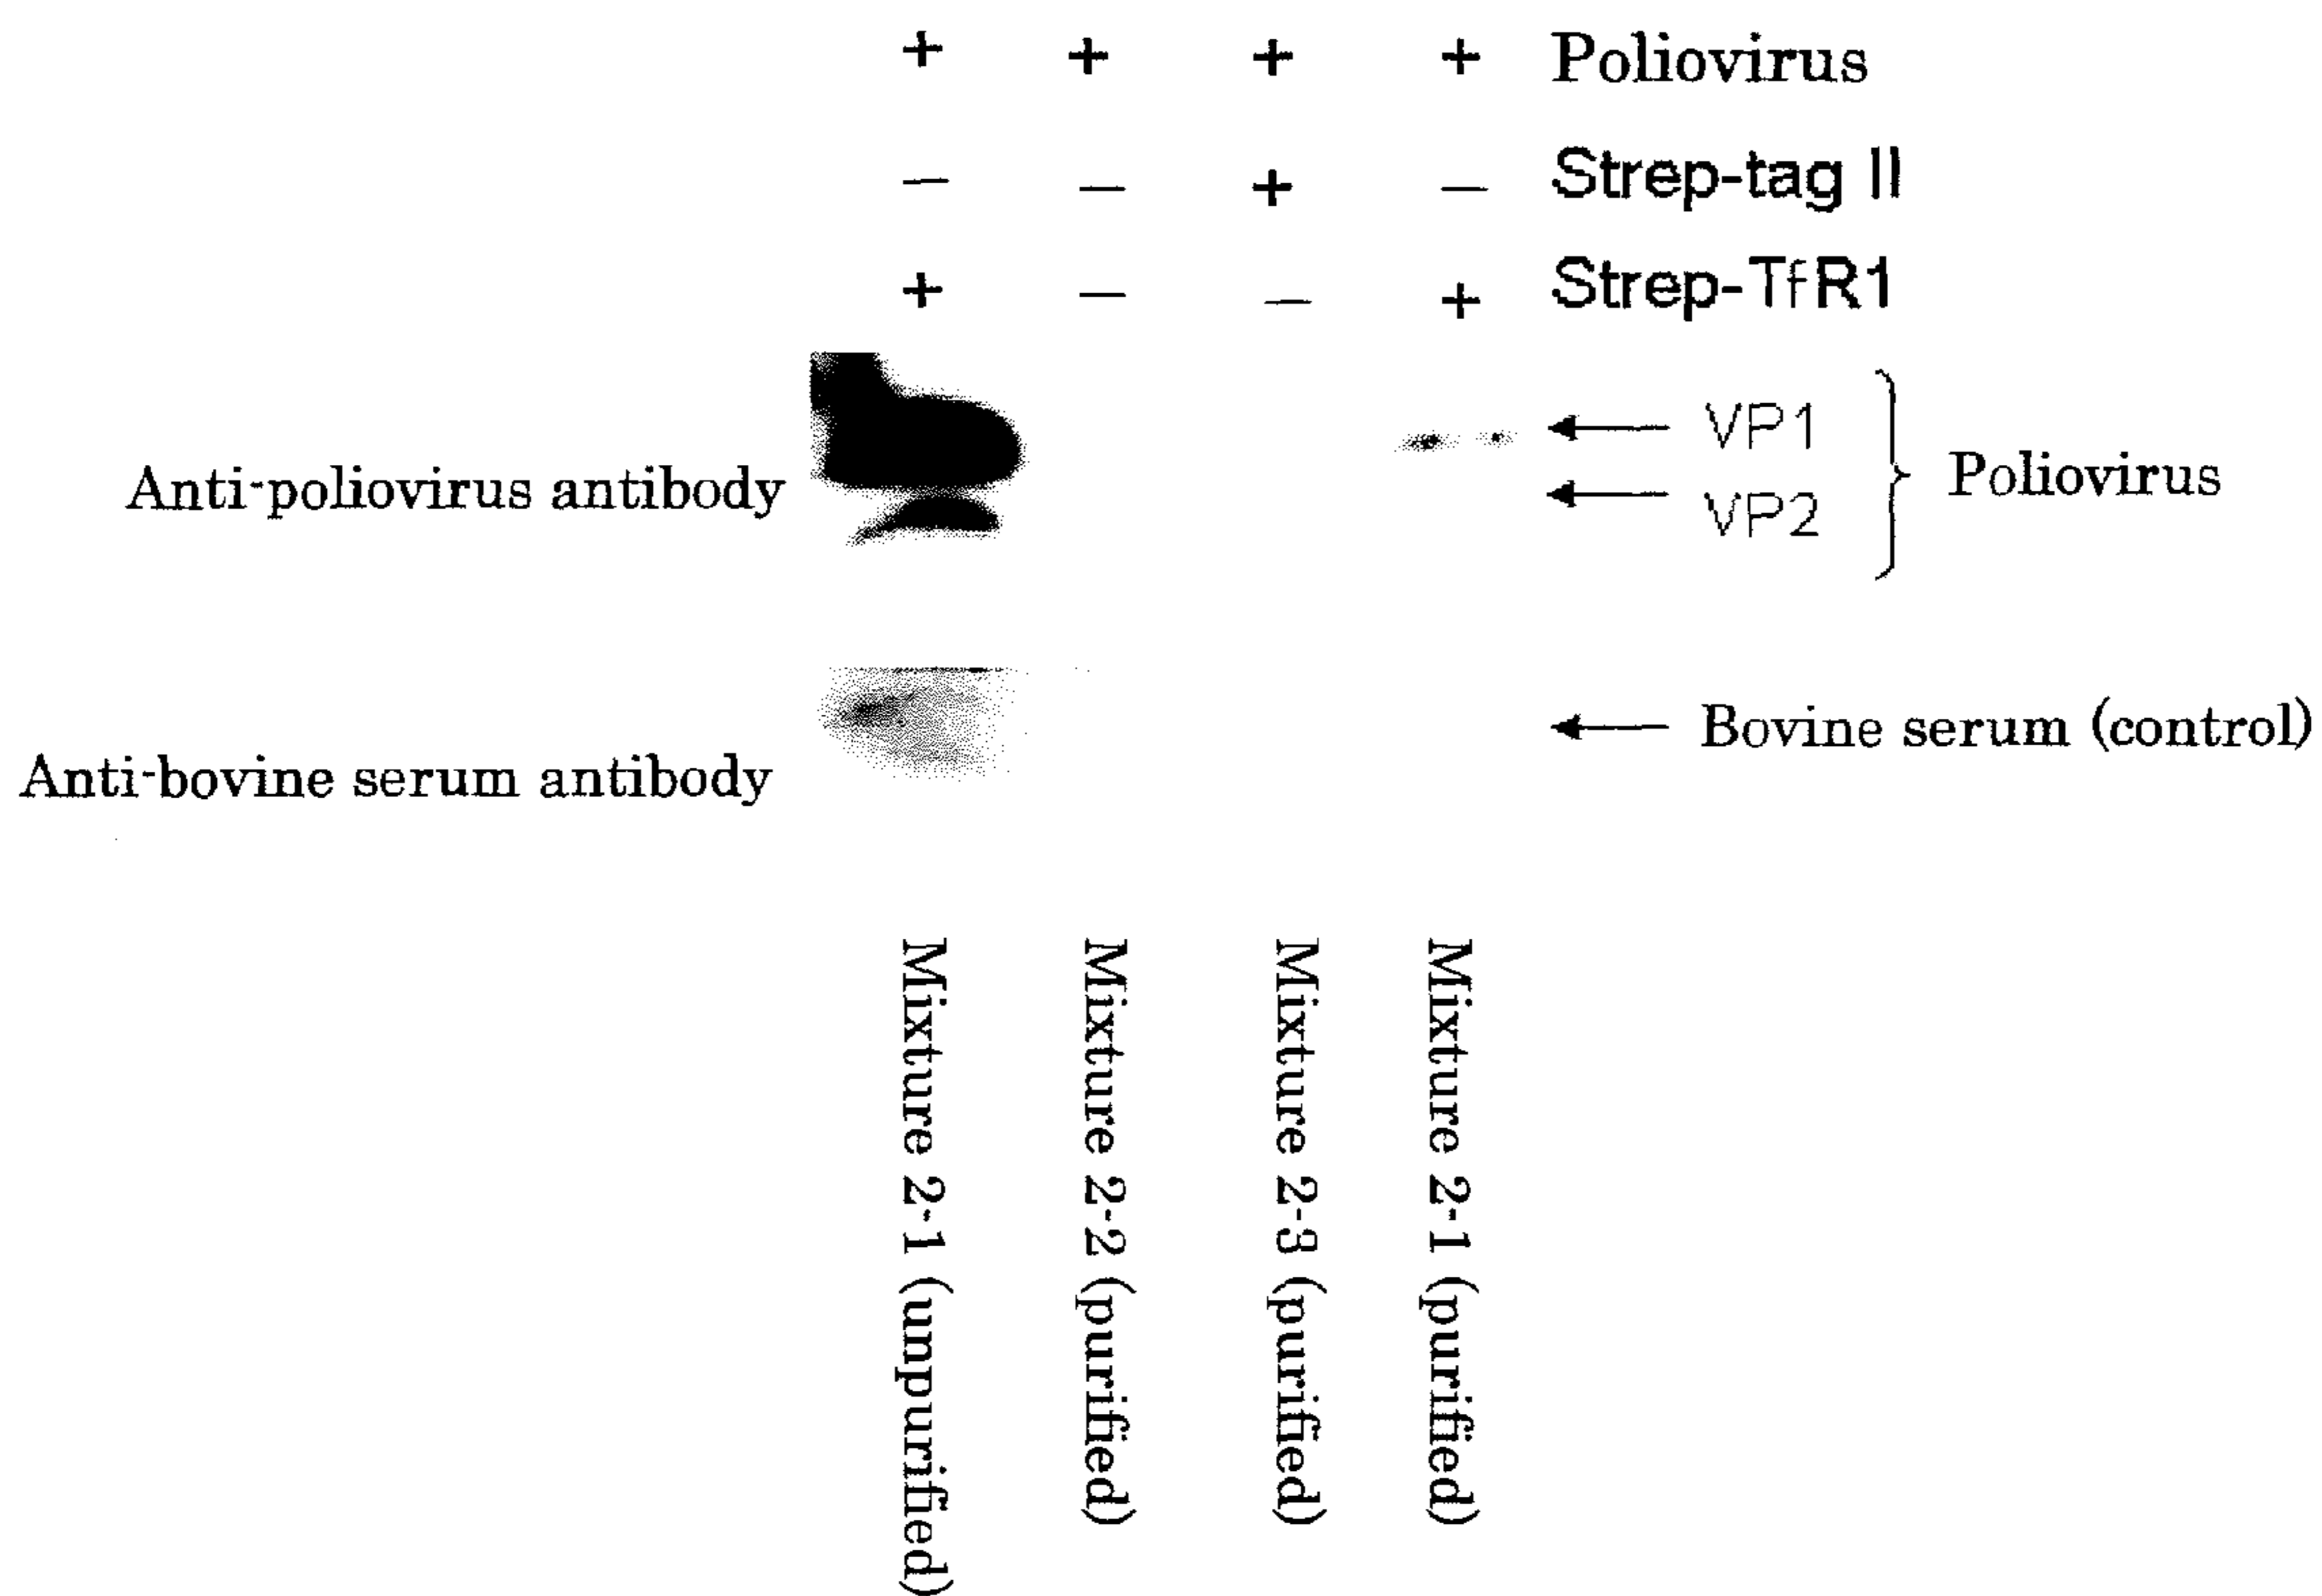 + + + + Poliovirus
− − + − Strep-tag II
+ − − + Strep-TfR1
Anti-poliovirus antibody
VP1
VP2
Poliovirus
Anti-bovine serum antibody
Bovine serum (control)
Mixture 2-1 (unpurified)
Mixture 2-2 (purified)
Mixture 2-3 (purified)
Mixture 2-1 (purified)